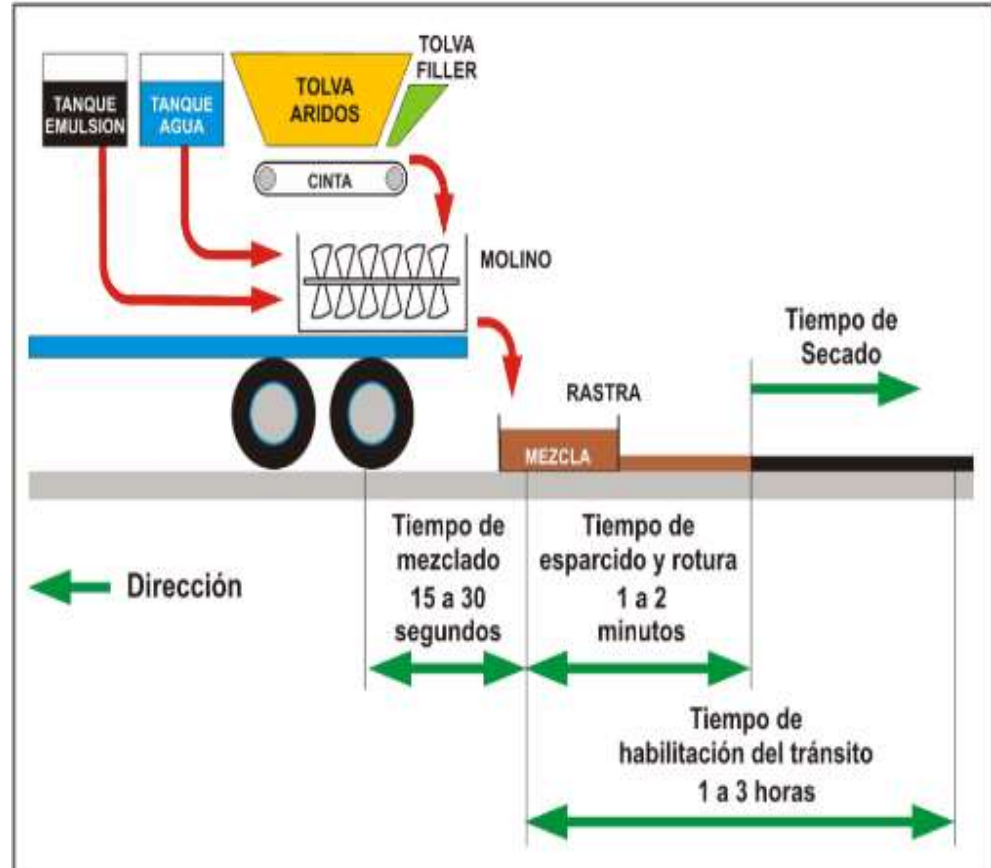 TANQUE
EMULSION
TANQUE
AGUA
TOLVA
ARIDOS
TOLVA
FILLER
CINTA
MOLINO
RASTRA
MEZCLA
Tiempo de
Secado
Dirección
Tiempo de
mezclado
15 a 30
segundos
Tiempo de
esparcido y rotura
1 a 2
minutos
Tiempo de
habilitación del tránsito
1 a 3 horas